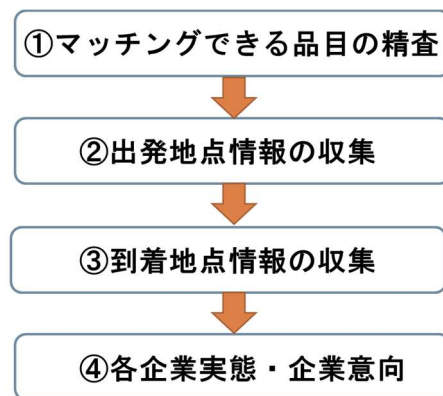 ①マッチングできる品目の精査
②出発地点情報の収集
③到着地点情報の収集
④各企業実態・企業意向